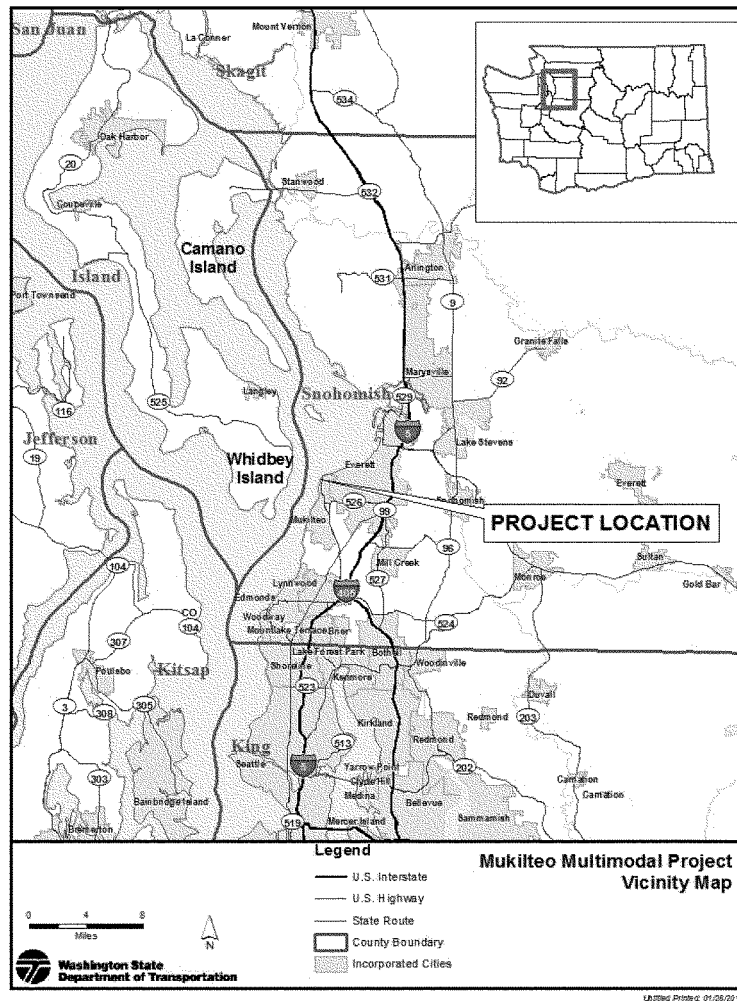 San Juan
Mount Vernon
La Conner
Skagit
534
Oak Harbor
20
Stanwood
532
Coupeville
Camano
Island
Island
Arlington
531
Port Townsend
9
Granite Falls
Marysville
92
Langley
Snohomish
529
525
116
5
Jefferson
Lake Stevens
19
Whidbey
Island
Everett
Everett
Snohomish
526
99
PROJECT LOCATION
Mukilteo
96
Sultan
Mill Creek
104
Lynnwood
527
Monroe
Gold Bar
Edmonds
CO
104
Woodway
524
307
Mountlake Terrace
Brier
Lake Forest Park
Bothell
Poulsbo
Kitsap
Shoreline
Woodinville
Kenmore
3
308
305
523
Duvall
Kirkland
Redmond
203
King
513
Redmond
Seattle
5
Yarrow Point
202
303
Clyde Hill
Carnation
Bainbridge Island
Medina
Bellevue
Carnation
Bremerton
519
Mercer Island
Sammamish
Legend
U.S. Interstate
U.S. Highway
State Route
County Boundary
Incorporated Cities
Mukilteo Multimodal Project
Vicinity Map
0 4 8
Miles
N
Washington State
Department of Transportation